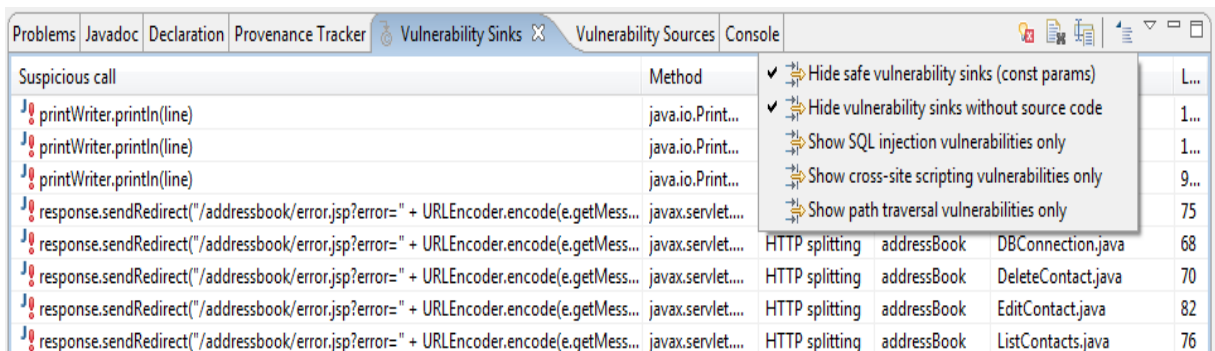 Problems Javadoc Declaration Provenance Tracker Vulnerability Sinks Vulnerability Sources Console
Suspicious call Method L...
Hide safe vulnerability sinks (const params)
Hide vulnerability sinks without source code
Show SQL injection vulnerabilities only
Show cross-site scripting vulnerabilities only
Show path traversal vulnerabilities only
printWriter.println(line) java.io.Print... 1...
printWriter.println(line) java.io.Print... 1...
printWriter.println(line) java.io.Print... 9...
response.sendRedirect("/addressbook/error.jsp?error=" + URLEncoder.encode(e.getMess... javax.servlet.... 75
response.sendRedirect("/addressbook/error.jsp?error=" + URLEncoder.encode(e.getMess... javax.servlet.... HTTP splitting addressBook DBConnection.java 68
response.sendRedirect("/addressbook/error.jsp?error=" + URLEncoder.encode(e.getMess... javax.servlet.... HTTP splitting addressBook DeleteContact.java 70
response.sendRedirect("/addressbook/error.jsp?error=" + URLEncoder.encode(e.getMess... javax.servlet.... HTTP splitting addressBook EditContact.java 82
response.sendRedirect("/addressbook/error.jsp?error=" + URLEncoder.encode(e.getMess... javax.servlet.... HTTP splitting addressBook ListContacts.java 76